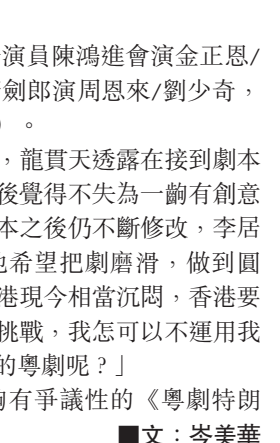 演員陳鴻進會演金正恩/
劍郎演周恩來/劉少奇，
）。
，龍貫天透露在接到劇本
後覺得不失為一齣有創意
本之後仍不斷修改，李居
也希望把劇磨滑，做到圓
港現今相當沉悶，香港要
挑戰，我怎可以不運用我
的粵劇呢？」
有爭議性的《粵劇特朗
■文：岑美華